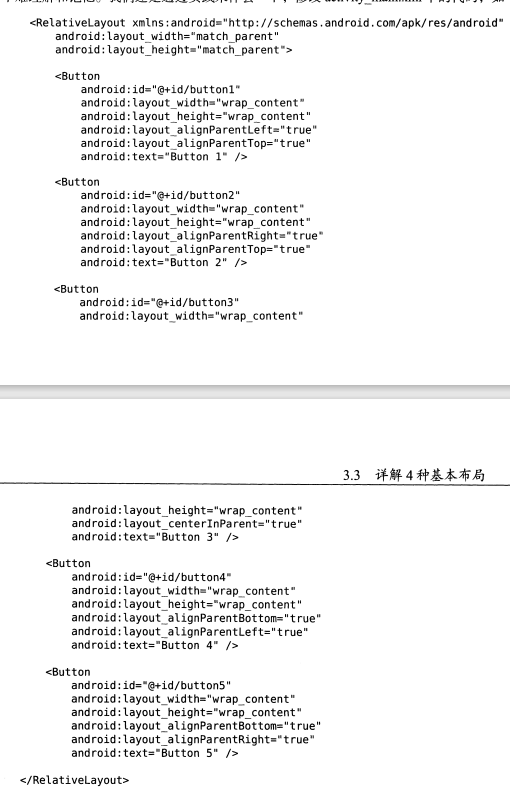 <RelativeLayout xmlns:android="http://schemas.android.com/apk/res/android"
android:layout_width="match_parent"
android:layout_height="match_parent">
<Button
android:id="@+id/button1"
android:layout_width="wrap_content"
android:layout_height="wrap_content"
android:layout_alignParentLeft="true"
android:layout_alignParentTop="true"
android:text="Button 1" />
<Button
android:id="@+id/button2"
android:layout_width="wrap_content"
android:layout_height="wrap_content"
android:layout_alignParentRight="true"
android:layout_alignParentTop="true"
android:text="Button 2" />
<Button
android:id="@+id/button3"
android:layout_width="wrap_content"
3.3 详解4种基本布局
android:layout_height="wrap_content"
android:layout_centerInParent="true"
android:text="Button 3" />
<Button
android:id="@+id/button4"
android:layout_width="wrap_content"
android:layout_height="wrap_content"
android:layout_alignParentBottom="true"
android:layout_alignParentLeft="true"
android:text="Button 4" />
<Button
android:id="@+id/button5"
android:layout_width="wrap_content"
android:layout_height="wrap_content"
android:layout_alignParentBottom="true"
android:layout_alignParentRight="true"
android:text="Button 5" />
</RelativeLayout>